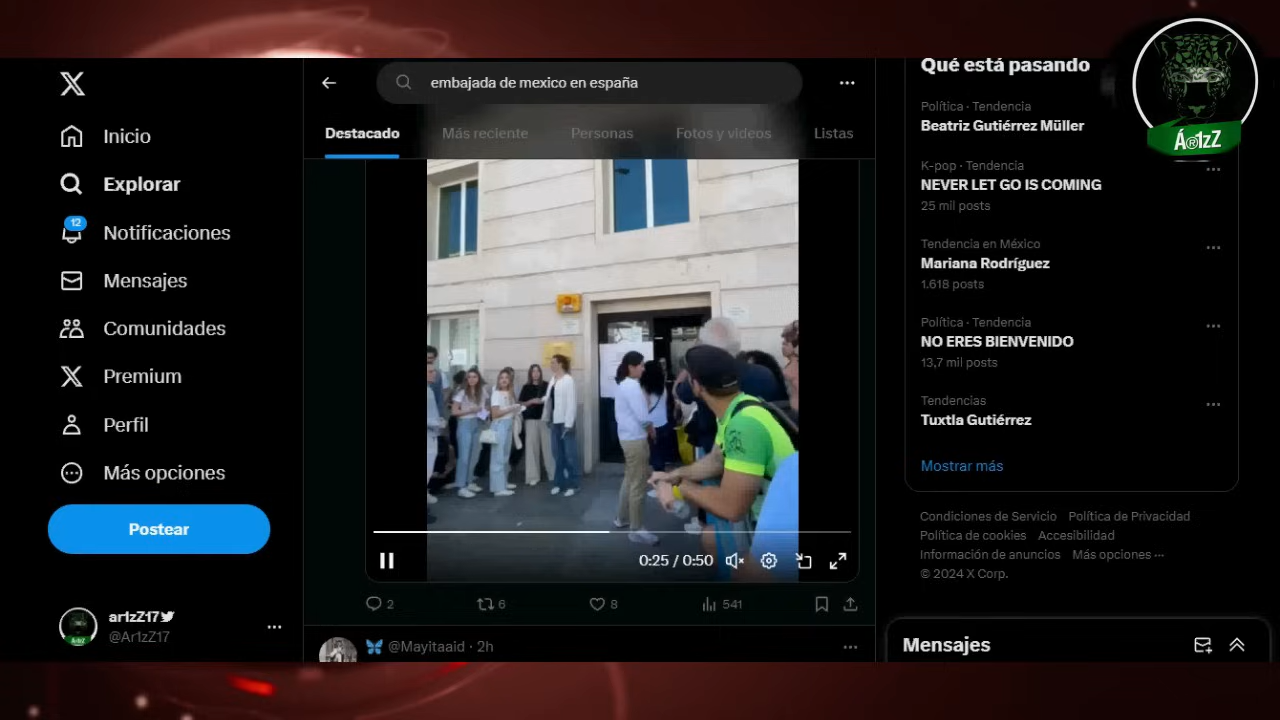 embajada de mexico en españa
Destacado
Más reciente
Personas
Fotos y videos
Listas
Inicio
Explorar
12
Notificaciones
Mensajes
Comunidades
Premium
Perfil
Más opciones
Postear
ar1zZ17
@Ar1zZ17
0:25 / 0:50
2
6
8
541
@Mayitaaid · 2h
Á®1zZ
Qué está pasando
Política · Tendencia
Beatriz Gutiérrez Müller
K-pop · Tendencia
NEVER LET GO IS COMING
25 mil posts
Tendencia en México
Mariana Rodríguez
1.618 posts
Política · Tendencia
NO ERES BIENVENIDO
13,7 mil posts
Tendencias
Tuxtla Gutiérrez
Mostrar más
Condiciones de Servicio Política de Privacidad
Política de cookies Accesibilidad
Información de anuncios Más opciones ···
© 2024 X Corp.
Mensajes